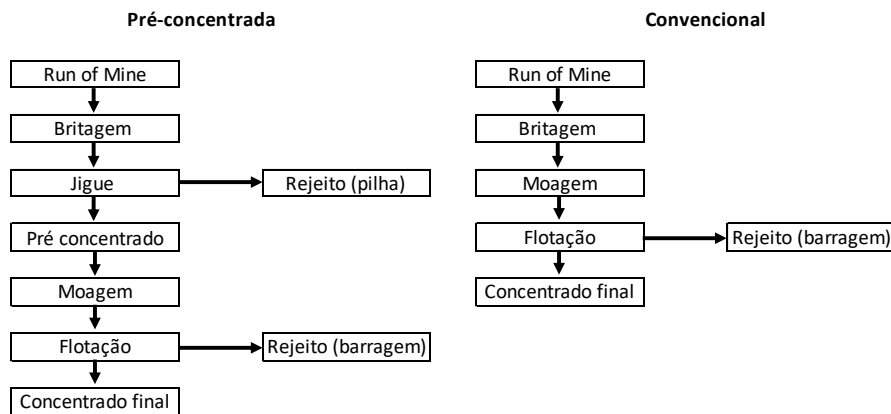 Pré-concentrada
Run of Mine
Britagem
Jigue
Rejeito (pilha)
Pré concentrado
Moagem
Flotação
Rejeito (barragem)
Concentrado final
Convencional
Run of Mine
Britagem
Moagem
Flotação
Rejeito (barragem)
Concentrado final